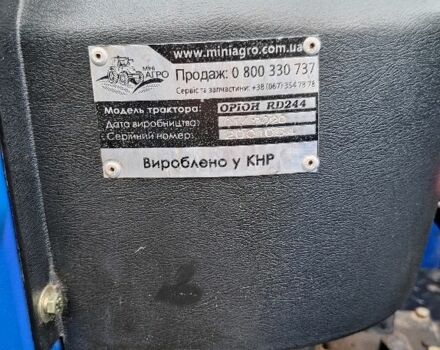 www.miniagro.com.ua
МІНІ
АГРО
Продаж: 0 800 330 737
Сервіс та запчастини: +38 (067) 354 78 78
Модель трактора: ОРІОН RD244
Дата виробництва:
Серійний номер:
Вироблено у КНР